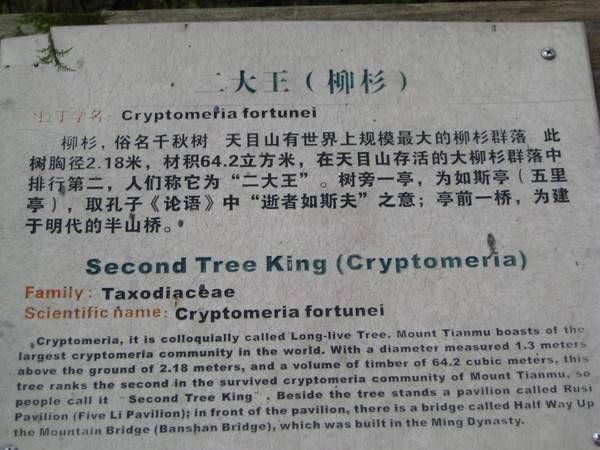 二大王（柳杉）
拉丁学名: Cryptomeria fortunei
柳杉，俗名千秋树 天目山有世界上规模最大的柳杉群落 此
树胸径2.18米，材积64.2立方米，在天目山存活的大柳杉群落中
排行第二，人们称它为“二大王”。树旁一亭，为如斯亭（五里
亭），取孔子《论语》中“逝者如斯夫”之意；亭前一桥，为建
于明代的半山桥。
Second Tree King (Cryptomeria)
Family: Taxodiaceae
Scientific name: Cryptomeria fortunei
Cryptomeria, it is colloquially called Long-live Tree. Mount Tianmu boasts of the
largest cryptomeria community in the world. With a diameter measured 1.3 meters
above the ground of 2.18 meters, and a volume of timber of 64.2 cubic meters, this
tree ranks the second in the survived cryptomeria community of Mount Tianmu, so
people call it "Second Tree King". Beside the tree stands a pavilion called Rusi
Pavilion (Five Li Pavilion); in front of the pavilion, there is a bridge called Half Way Up
the Mountain Bridge (Banshan Bridge), which was built in the Ming Dynasty.